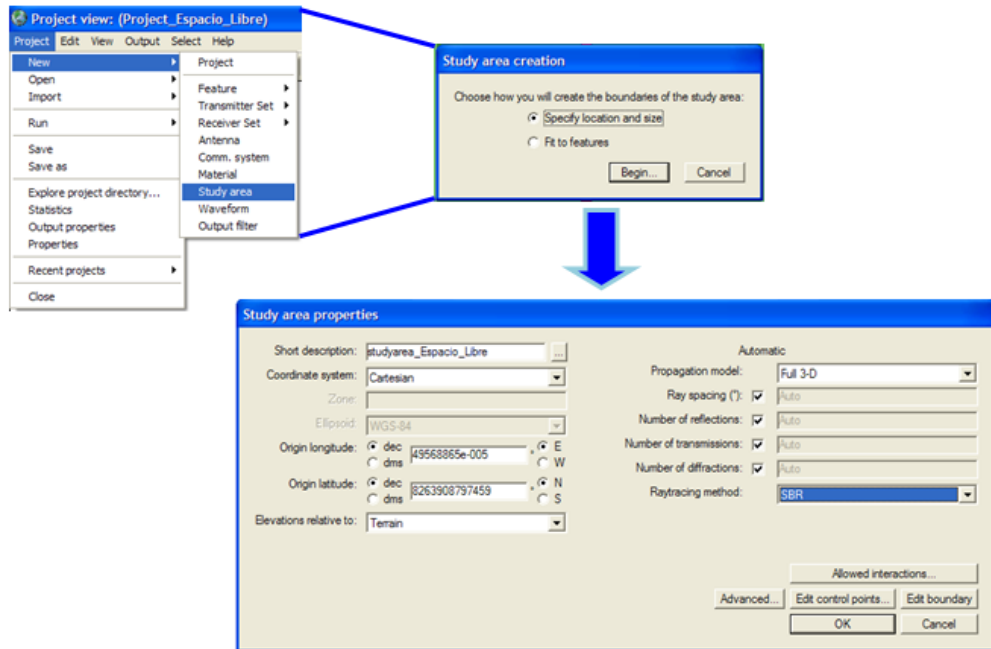 Project view: (Project_Espacio_Libre)
Project Edit View Output Select Help
New
Open
Import
Run
Save
Save as
Explore project directory...
Statistics
Output properties
Properties
Recent projects
Close
Project
Feature
Transmitter Set
Receiver Set
Antenna
Comm. system
Material
Study area
Waveform
Output filter
Study area creation
Choose how you will create the boundaries of the study area:
Specify location and size
Fit to features
Begin... Cancel
Study area properties
Short description: studyarea_Espacio_Libre ...
Coordinate system: Cartesian
Zone:
Ellipsoid: WGS-84
Origin longitude: dec 49568865e-005 ° E
dms W
Origin latitude: dec 8263908797459 ° N
dms S
Elevations relative to: Terrain
Automatic
Propagation model: Full 3-D
Ray spacing (°): Auto
Number of reflections: Auto
Number of transmissions: Auto
Number of diffractions: Auto
Raytracing method: SBR
Allowed interactions...
Advanced... Edit control points... Edit boundary
OK Cancel